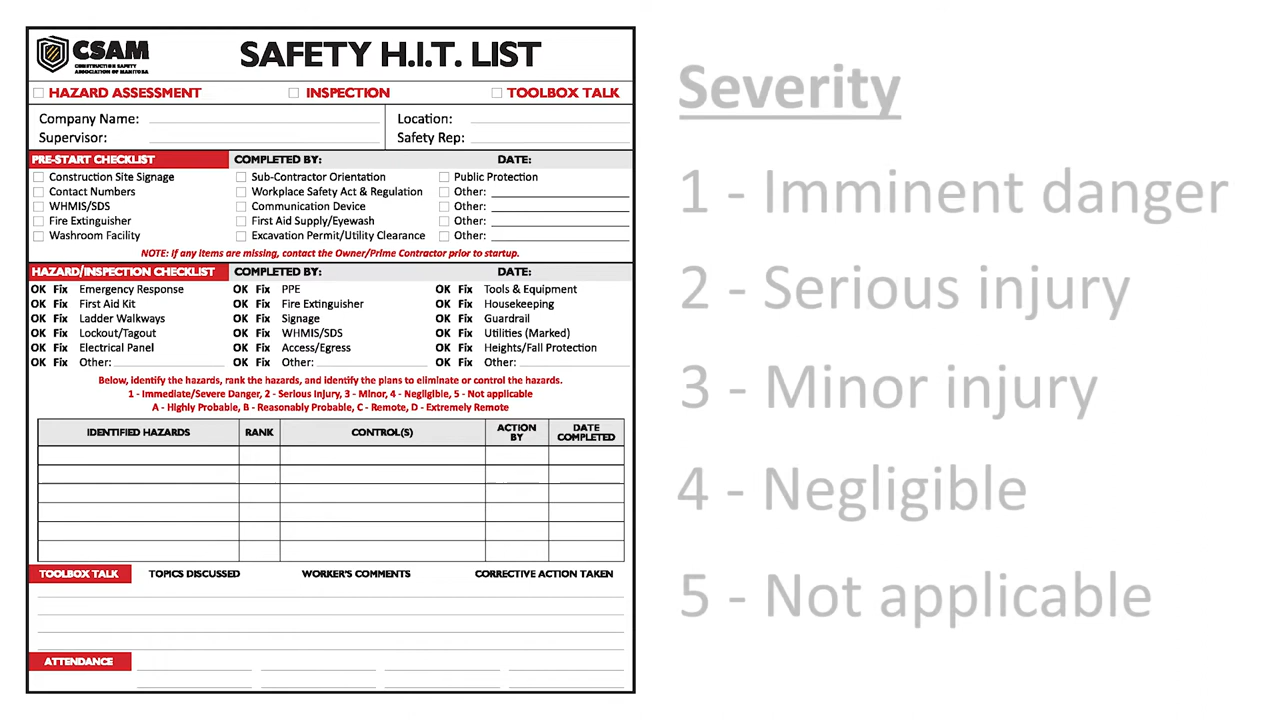 CSAM
CONSTRUCTION SAFETY
ASSOCIATION OF MANITOBA
SAFETY H.I.T. LIST
HAZARD ASSESSMENT INSPECTION TOOLBOX TALK
Company Name: Location:
Supervisor: Safety Rep:
PRE-START CHECKLIST COMPLETED BY: DATE:
Construction Site Signage Sub-Contractor Orientation Public Protection
Contact Numbers Workplace Safety Act & Regulation Other:
WHMIS/SDS Communication Device Other:
Fire Extinguisher First Aid Supply/Eyewash Other:
Washroom Facility Excavation Permit/Utility Clearance Other:
NOTE: If any items are missing, contact the Owner/Prime Contractor prior to startup.
HAZARD/INSPECTION CHECKLIST COMPLETED BY: DATE:
OK Fix Emergency Response OK Fix PPE OK Fix Tools & Equipment
OK Fix First Aid Kit OK Fix Fire Extinguisher OK Fix Housekeeping
OK Fix Ladder Walkways OK Fix Signage OK Fix Guardrail
OK Fix Lockout/Tagout OK Fix WHMIS/SDS OK Fix Utilities (Marked)
OK Fix Electrical Panel OK Fix Access/Egress OK Fix Heights/Fall Protection
OK Fix Other: OK Fix Other: OK Fix Other:
Below, identify the hazards, rank the hazards, and identify the plans to eliminate or control the hazards.
1 - Immediate/Severe Danger, 2 - Serious Injury, 3 - Minor, 4 - Negligible, 5 - Not applicable
A - Highly Probable, B - Reasonably Probable, C - Remote, D - Extremely Remote
IDENTIFIED HAZARDS RANK CONTROL(S) ACTION BY DATE COMPLETED
TOOLBOX TALK TOPICS DISCUSSED WORKER'S COMMENTS CORRECTIVE ACTION TAKEN
ATTENDANCE
Severity
1 - Imminent danger
2 - Serious injury
3 - Minor injury
4 - Negligible
5 - Not applicable